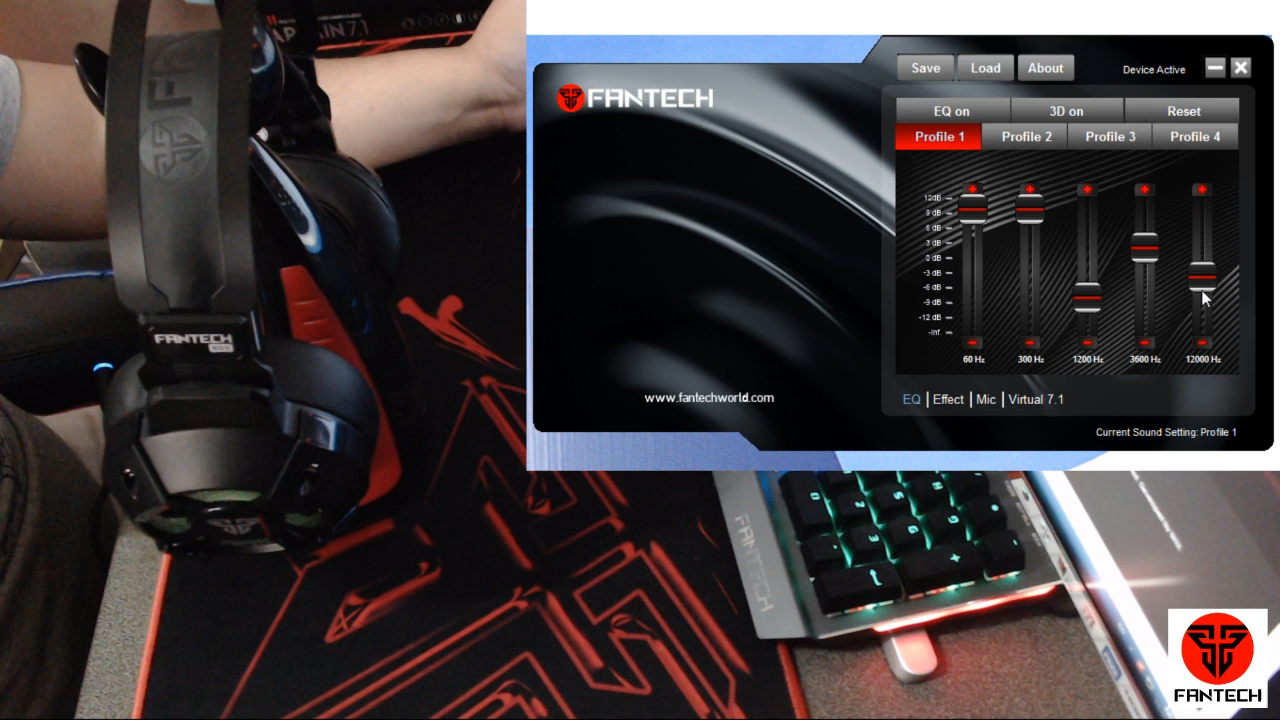 AIN 7.1
FANTECH
FANTECH
www.fantechworld.com
Save
Load
About
Device Active
EQ on
3D on
Reset
Profile 1
Profile 2
Profile 3
Profile 4
12dB
9 dB
6 dB
3 dB
0 dB
-3 dB
-6 dB
-9 dB
-12 dB
-inf.
60 Hz
300 Hz
1200 Hz
3600 Hz
12000 Hz
EQ | Effect | Mic | Virtual 7.1
Current Sound Setting: Profile 1
FANTECH
FANTECH